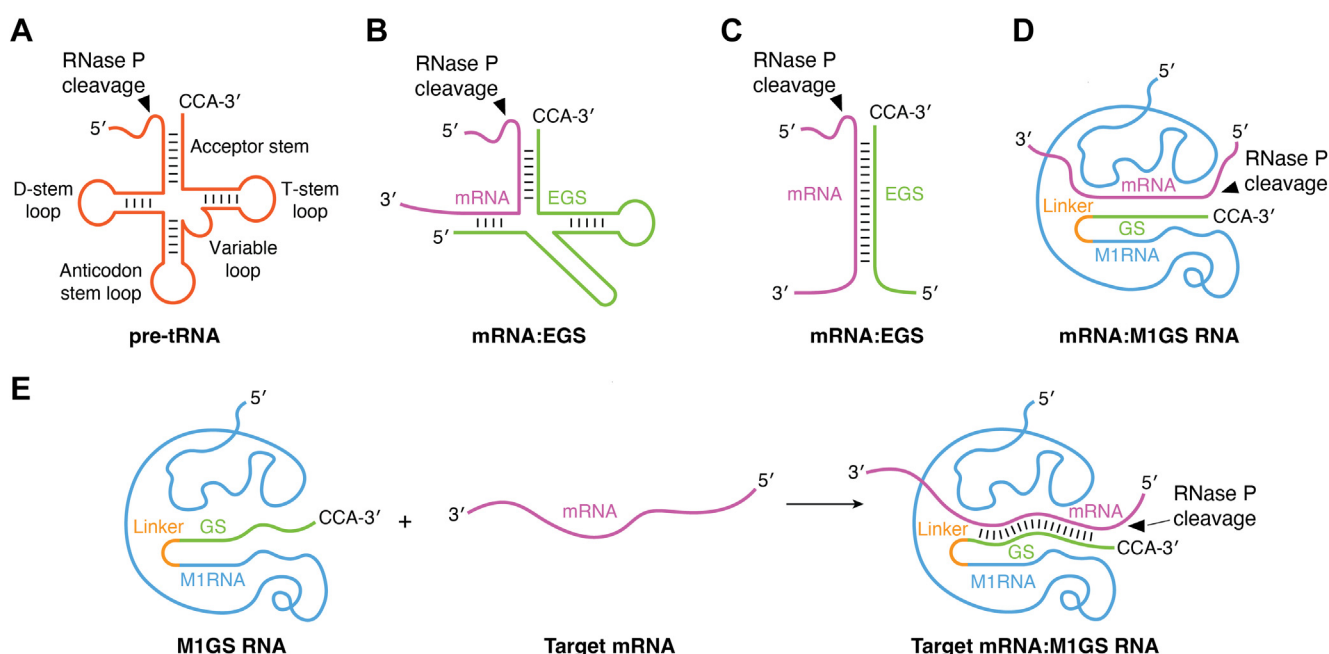 A
RNase P
cleavage
CCA-3′
5′
Acceptor stem
D-stem
loop
T-stem
loop
Variable
loop
Anticodon
stem loop
pre-tRNA
B
RNase P
cleavage
CCA-3′
5′
mRNA
EGS
3′
5′
mRNA:EGS
C
RNase P
cleavage
CCA-3′
5′
mRNA
EGS
3′
5′
mRNA:EGS
D
5′
3′
5′
RNase P
cleavage
mRNA
Linker
CCA-3′
GS
M1RNA
mRNA:M1GS RNA
E
5′
Linker
GS
CCA-3′
M1RNA
M1GS RNA
+
3′
mRNA
5′
Target mRNA
5′
3′
5′
mRNA
RNase P
cleavage
Linker
GS
CCA-3′
M1RNA
Target mRNA:M1GS RNA